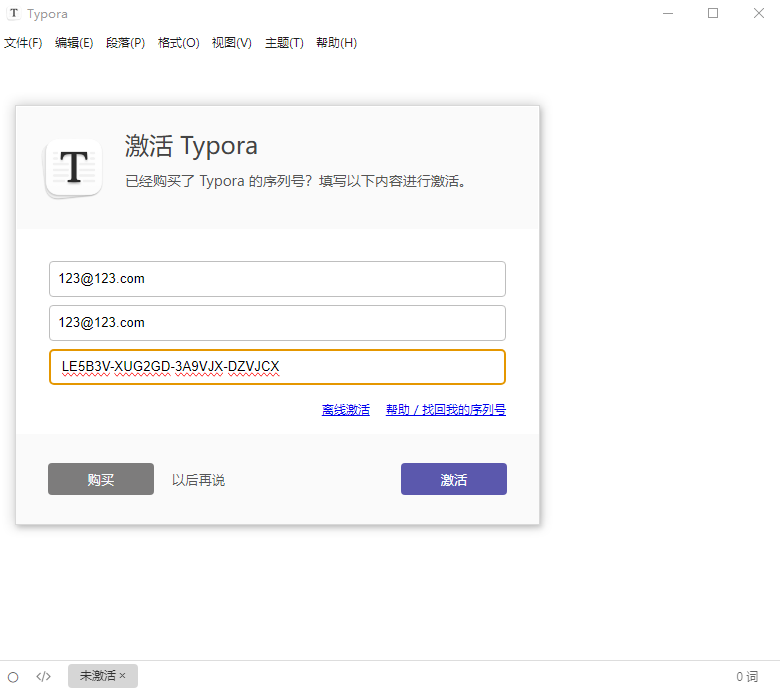 T Typora
文件(F) 编辑(E) 段落(P) 格式(O) 视图(V) 主题(T) 帮助(H)
T
激活 Typora
已经购买了 Typora 的序列号？填写以下内容进行激活。
123@123.com
123@123.com
LE5B3V-XUG2GD-3A9VJX-DZVJCX
离线激活 帮助 / 找回我的序列号
购买 以后再说 激活
</> 未激活 × 0 词